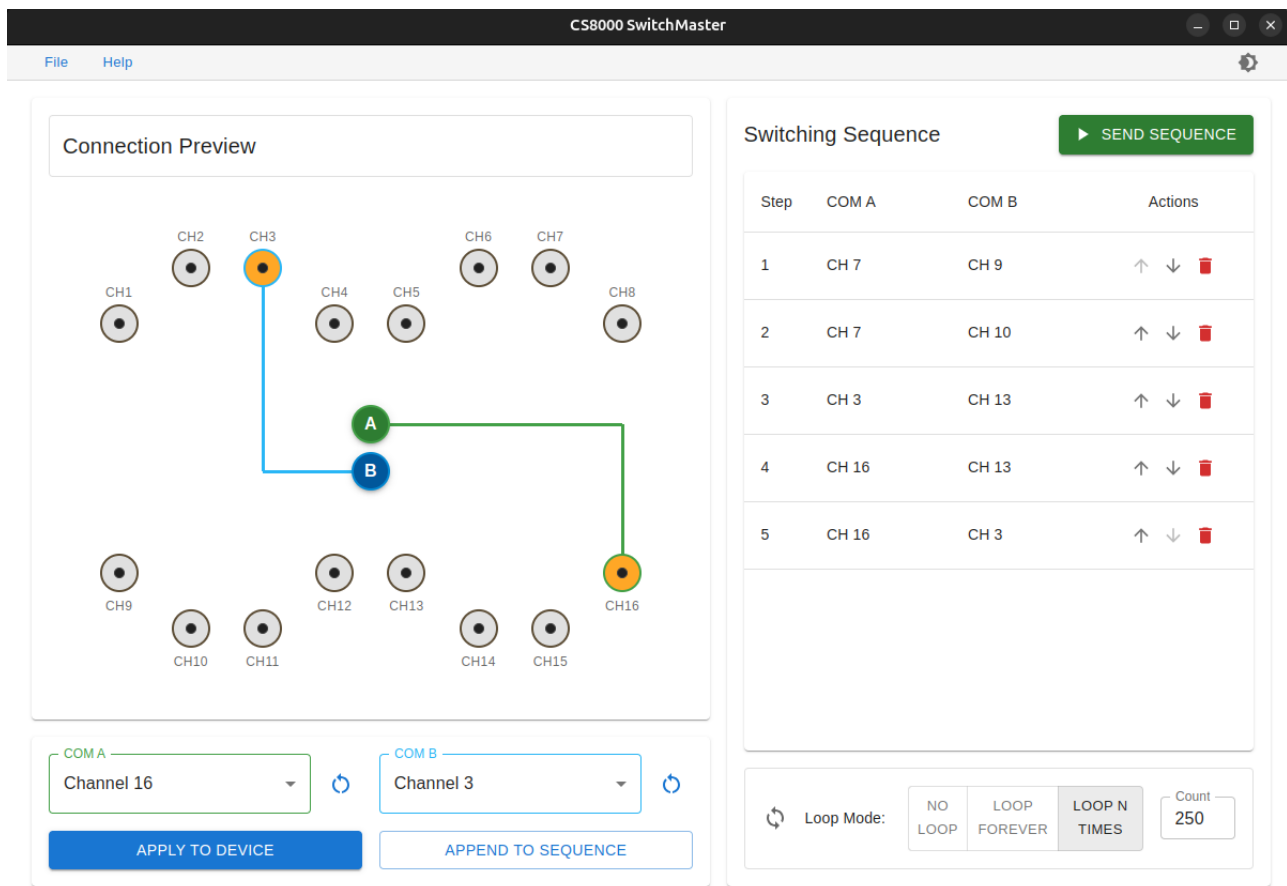 CS8000 SwitchMaster
File Help
Connection Preview
CH2 CH3 CH6 CH7
CH1 CH4 CH5 CH8
A
B
CH9 CH12 CH13 CH16
CH10 CH11 CH14 CH15
COM A
Channel 16
COM B
Channel 3
APPLY TO DEVICE
APPEND TO SEQUENCE
Switching Sequence
SEND SEQUENCE
Step COM A COM B Actions
1 CH 7 CH 9
2 CH 7 CH 10
3 CH 3 CH 13
4 CH 16 CH 13
5 CH 16 CH 3
Loop Mode:
NO
LOOP
LOOP
FOREVER
LOOP N
TIMES
Count
250